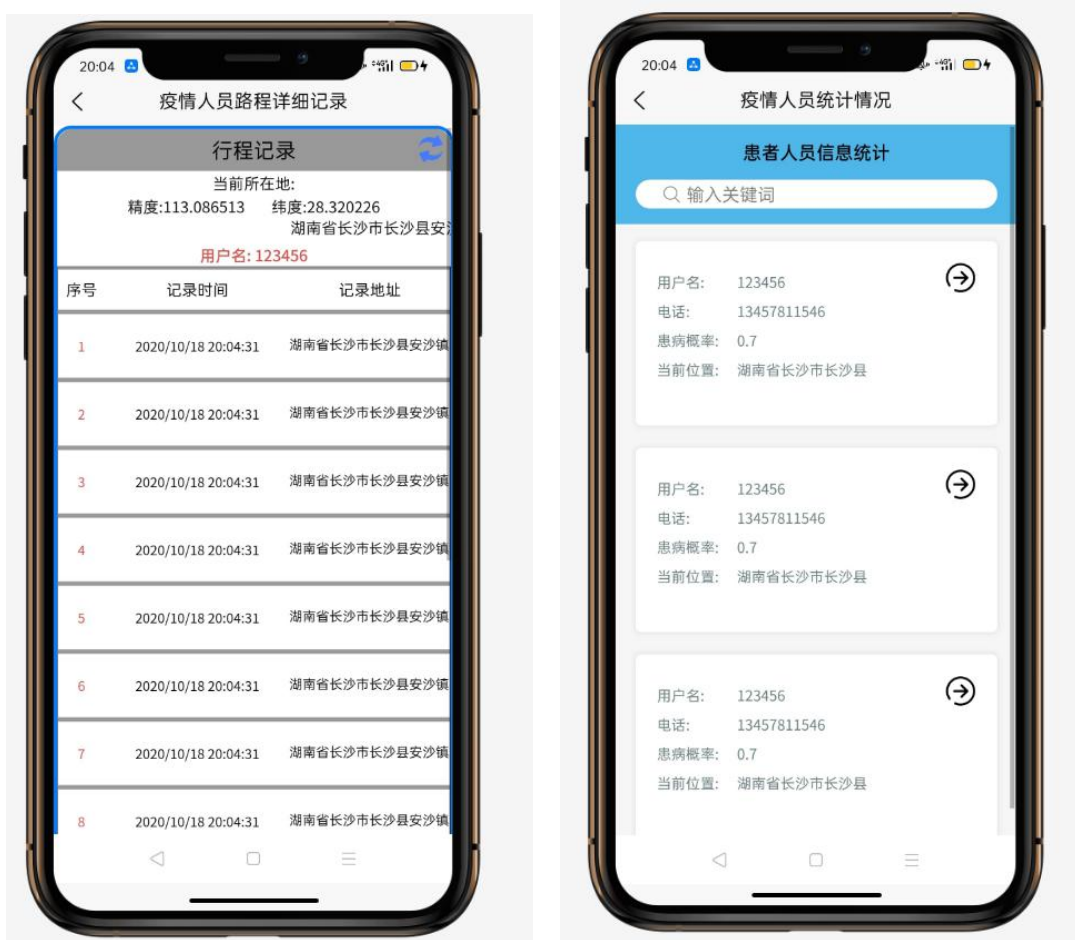 20:04
疫情人员路程详细记录
行程记录
当前所在地:
精度:113.086513 纬度:28.320226
湖南省长沙市长沙县安
用户名: 123456
序号 记录时间 记录地址
1 2020/10/18 20:04:31 湖南省长沙市长沙县安沙镇
2 2020/10/18 20:04:31 湖南省长沙市长沙县安沙镇
3 2020/10/18 20:04:31 湖南省长沙市长沙县安沙镇
4 2020/10/18 20:04:31 湖南省长沙市长沙县安沙镇
5 2020/10/18 20:04:31 湖南省长沙市长沙县安沙镇
6 2020/10/18 20:04:31 湖南省长沙市长沙县安沙镇
7 2020/10/18 20:04:31 湖南省长沙市长沙县安沙镇
8 2020/10/18 20:04:31 湖南省长沙市长沙县安沙镇
20:04
疫情人员统计情况
患者人员信息统计
输入关键词
用户名: 123456
电话: 13457811546
患病概率: 0.7
当前位置: 湖南省长沙市长沙县
用户名: 123456
电话: 13457811546
患病概率: 0.7
当前位置: 湖南省长沙市长沙县
用户名: 123456
电话: 13457811546
患病概率: 0.7
当前位置: 湖南省长沙市长沙县